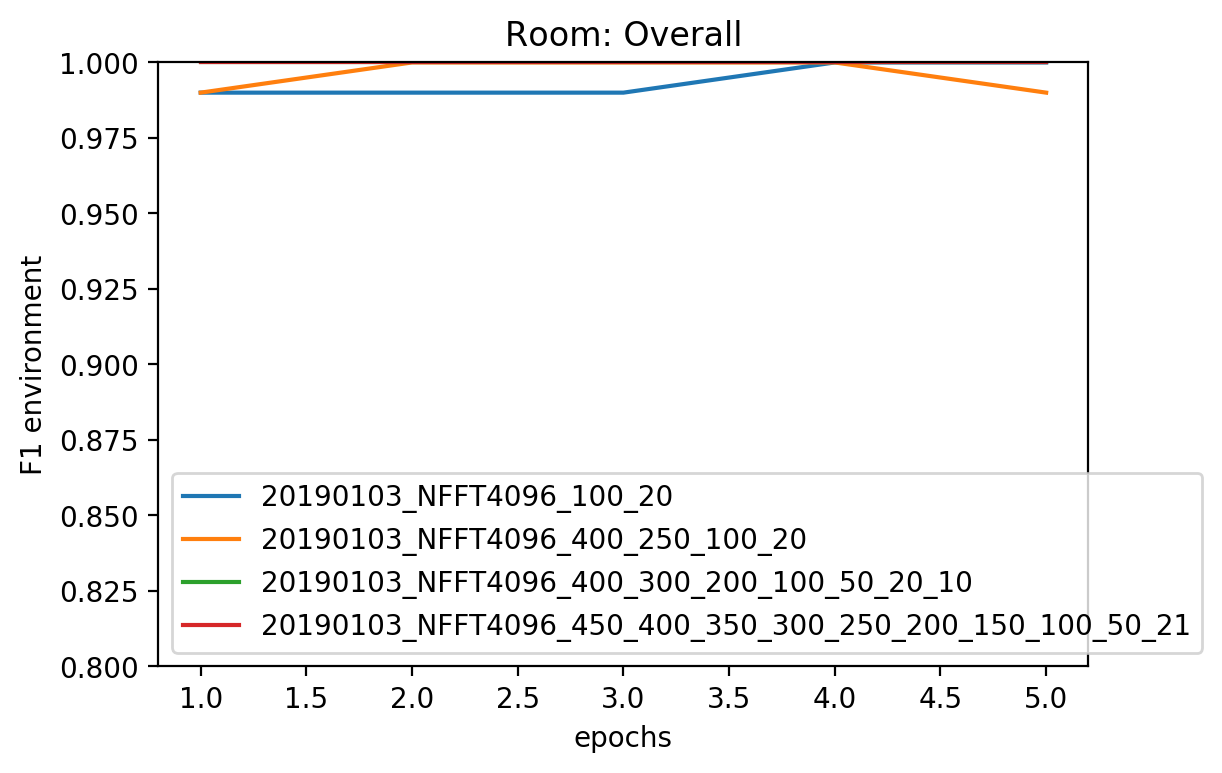 Room: Overall
1.000
0.975
0.950
0.925
0.900
0.875
0.850
0.825
0.800
F1 environment
20190103_NFFT4096_100_20
20190103_NFFT4096_400_250_100_20
20190103_NFFT4096_400_300_200_100_50_20_10
20190103_NFFT4096_450_400_350_300_250_200_150_100_50_21
1.0 1.5 2.0 2.5 3.0 3.5 4.0 4.5 5.0
epochs